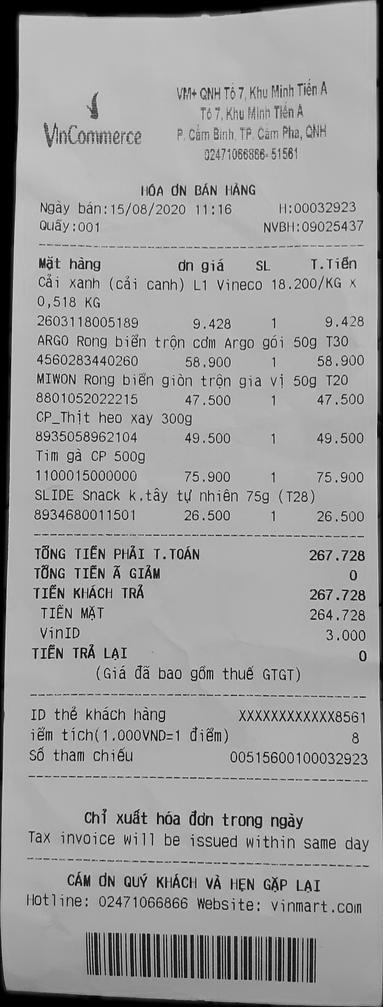 VinCommerce
VM+ QNH Tổ 7, Khu Minh Tiến A
Tổ 7, Khu Minh Tiến A
P. Cẩm Bình, TP. Cẩm Phả, QNH
02471066866-51561
HÓA ƠN BÁN HÀNG
Ngày bán:15/08/2020 11:16 H:00032923
Quầy:001 NVBH:09025437
Mặt hàng ơn giá SL T.Tiền
Cải xanh (cải canh) L1 Vineco 18.200/KG x
0,518 KG
2603118005189 9.428 1 9.428
ARGO Rong biển trộn cơm Argo gói 50g T30
4560283440260 58.900 1 58.900
MIWON Rong biển giòn trộn gia vị 50g T20
8801052022215 47.500 1 47.500
CP_Thịt heo xay 300g
8935058962104 49.500 1 49.500
Tim gà CP 500g
1100015000000 75.900 1 75.900
SLIDE Snack k.tây tự nhiên 75g (T28)
8934680011501 26.500 1 26.500
TỔNG TIỀN PHẢI T.TOÁN 267.728
TỔNG TIỀN Ã GIẢM 0
TIỀN KHÁCH TRẢ 267.728
TIỀN MẶT 264.728
VinID 3.000
TIỀN TRẢ LẠI 0
(Giá đã bao gồm thuế GTGT)
ID thẻ khách hàng XXXXXXXXXXXX8561
iểm tích(1.000VND=1 điểm) 8
Số tham chiếu 00515600100032923
Chỉ xuất hóa đơn trong ngày
Tax invoice will be issued within same day
CÁM ƠN QUÝ KHÁCH VÀ HẸN GẶP LẠI
Hotline: 02471066866 Website: vinmart.com